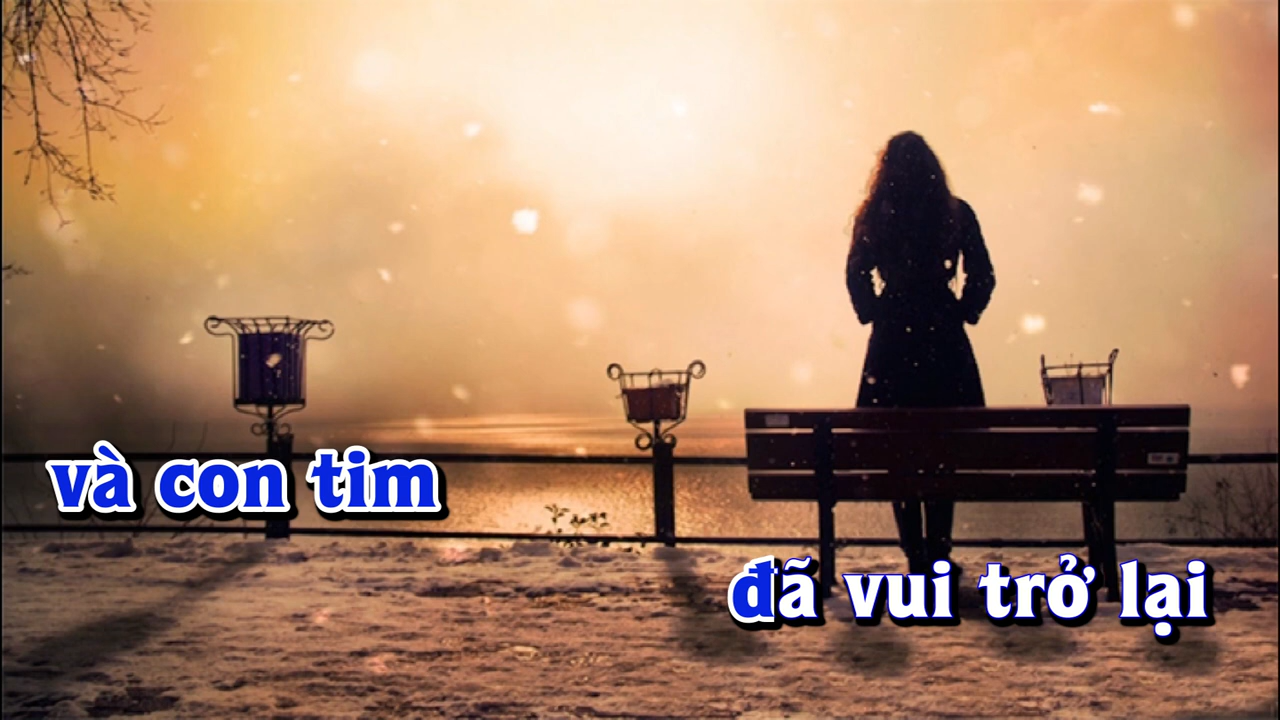 và con tim
đã vui trở lại